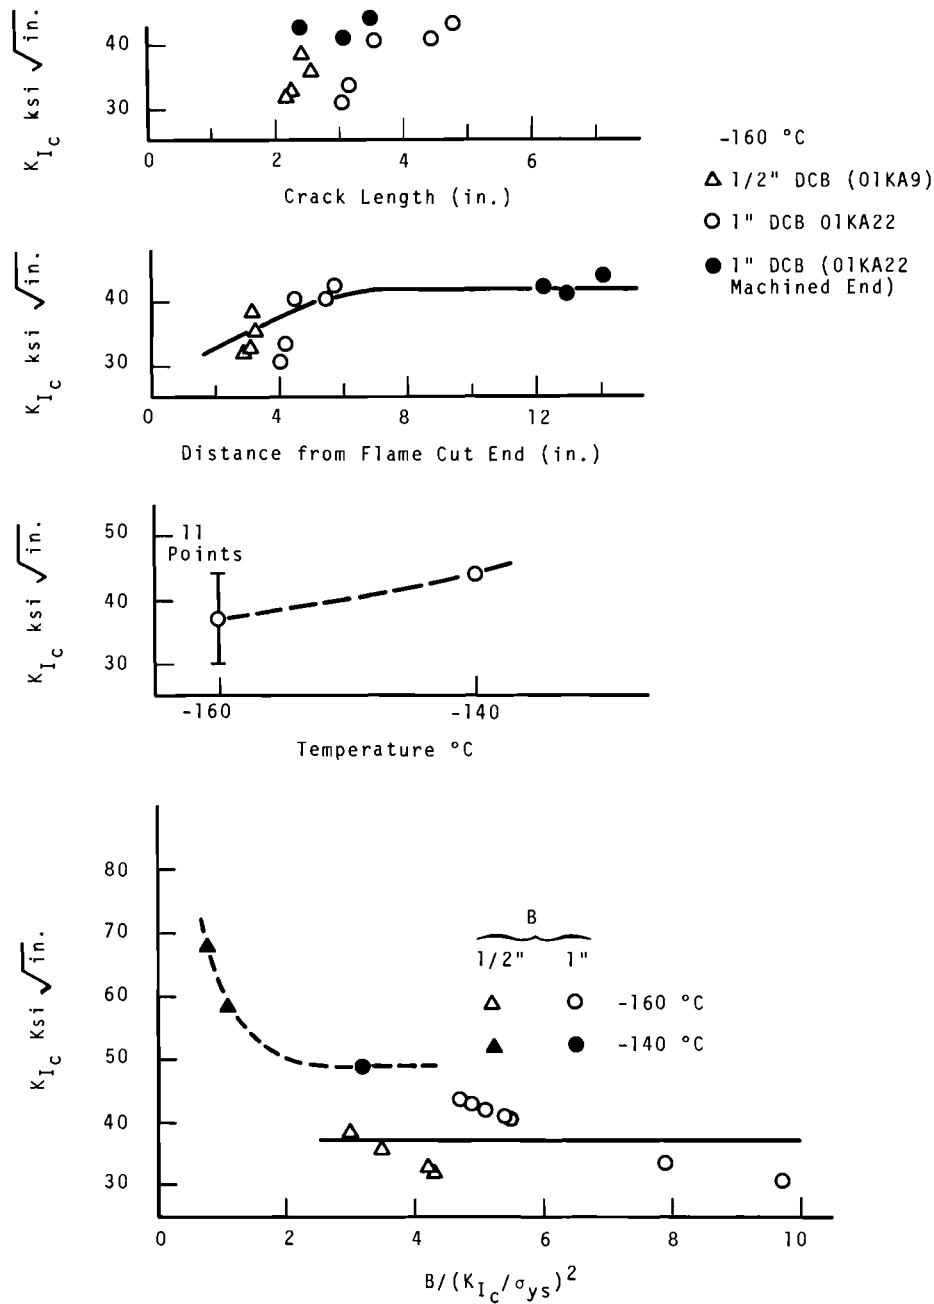 K_Ic ksi √in.
40
30
0 2 4 6
Crack Length (in.)
-160 °C
△ 1/2" DCB (01KA9)
○ 1" DCB 01KA22
● 1" DCB (01KA22
Machined End)
K_Ic ksi √in.
40
30
0 4 8 12
Distance from Flame Cut End (in.)
K_Ic ksi √in.
50
40
30
11
Points
-160 -140
Temperature °C
K_Ic Ksi √in.
80
70
60
50
40
30
B
1/2" 1"
△ ○ -160 °C
▲ ● -140 °C
0 2 4 6 8 10
B/(K_Ic/σ_ys)²